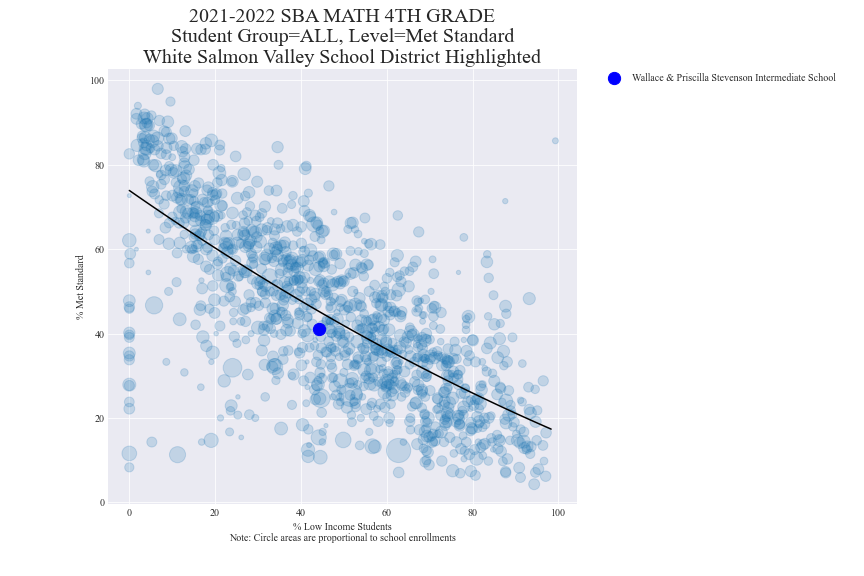 2021-2022 SBA MATH 4TH GRADE
Student Group=ALL, Level=Met Standard
White Salmon Valley School District Highlighted
Wallace & Priscilla Stevenson Intermediate School
% Met Standard
100
80
60
40
20
0
0 20 40 60 80 100
% Low Income Students
Note: Circle areas are proportional to school enrollments